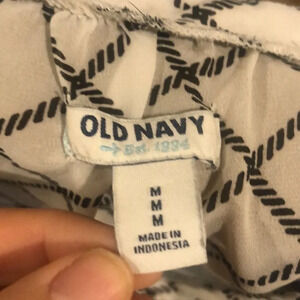 OLD NAVY
Est. 1994
M
M
M
MADE IN
INDONESIA